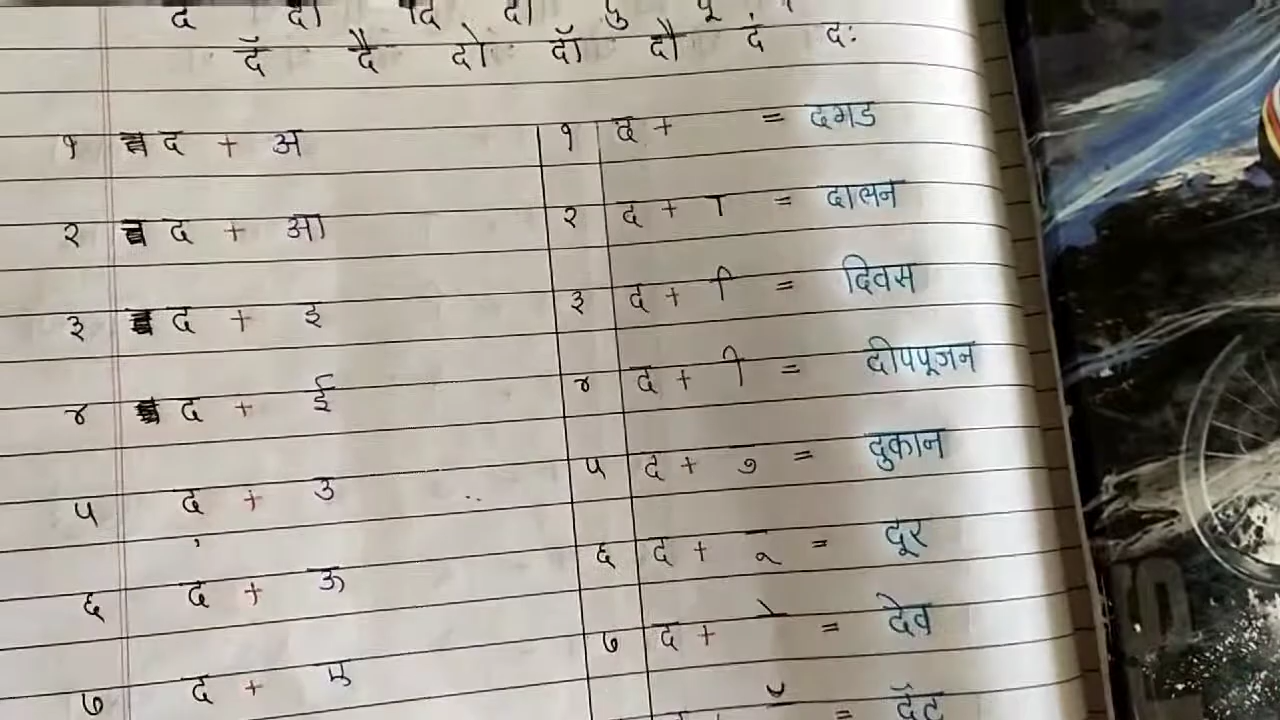 द दा दि दी दु दू
दॅ दै दो दॉ दौ दं दः
१ द + अ
२ द + आ
३ द + इ
४ द + ई
५ द + उ
६ द + ऊ
७ द + ए
१ द + = दगड
२ द + ा = दालन
३ द + ि = दिवस
४ द + ी = दीपपूजन
५ द + ु = दुकान
६ द + ू = दूर
७ द + े = देव
ॅ = दॅट